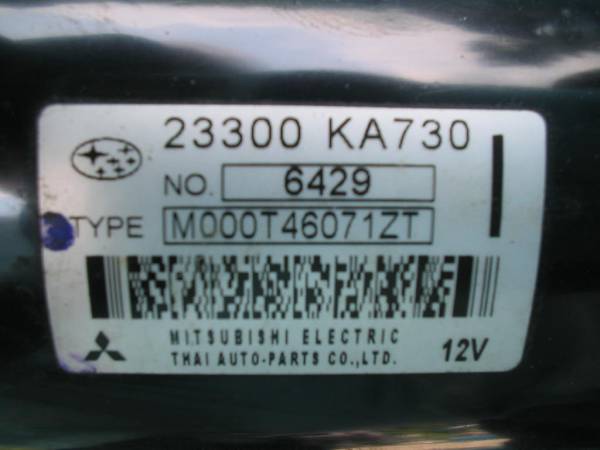 23300 KA730
NO. 6429
TYPE M000T46071ZT
MITSUBISHI ELECTRIC
THAI AUTO-PARTS CO.,LTD. 12V